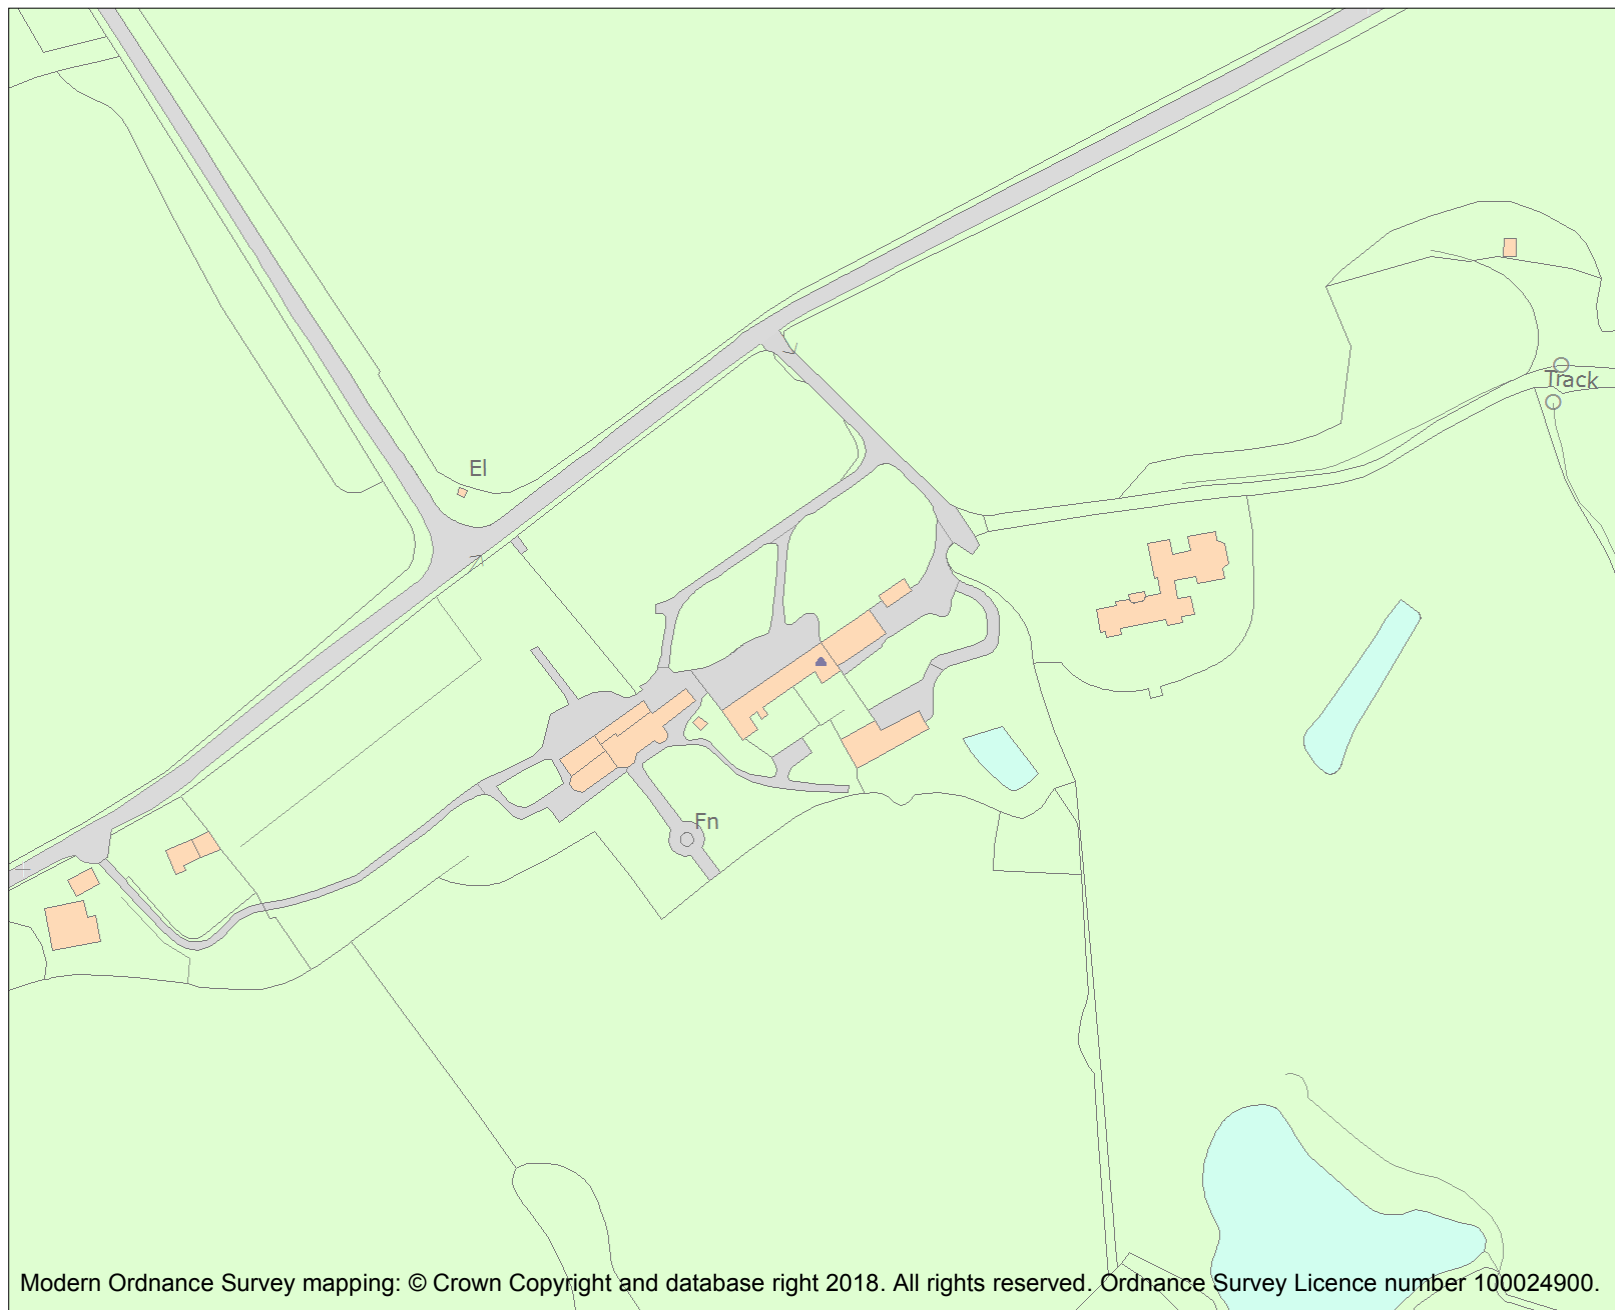 El
Track
Fn
Modern Ordnance Survey mapping: © Crown Copyright and database right 2018. All rights reserved. Ordnance Survey Licence number 100024900.